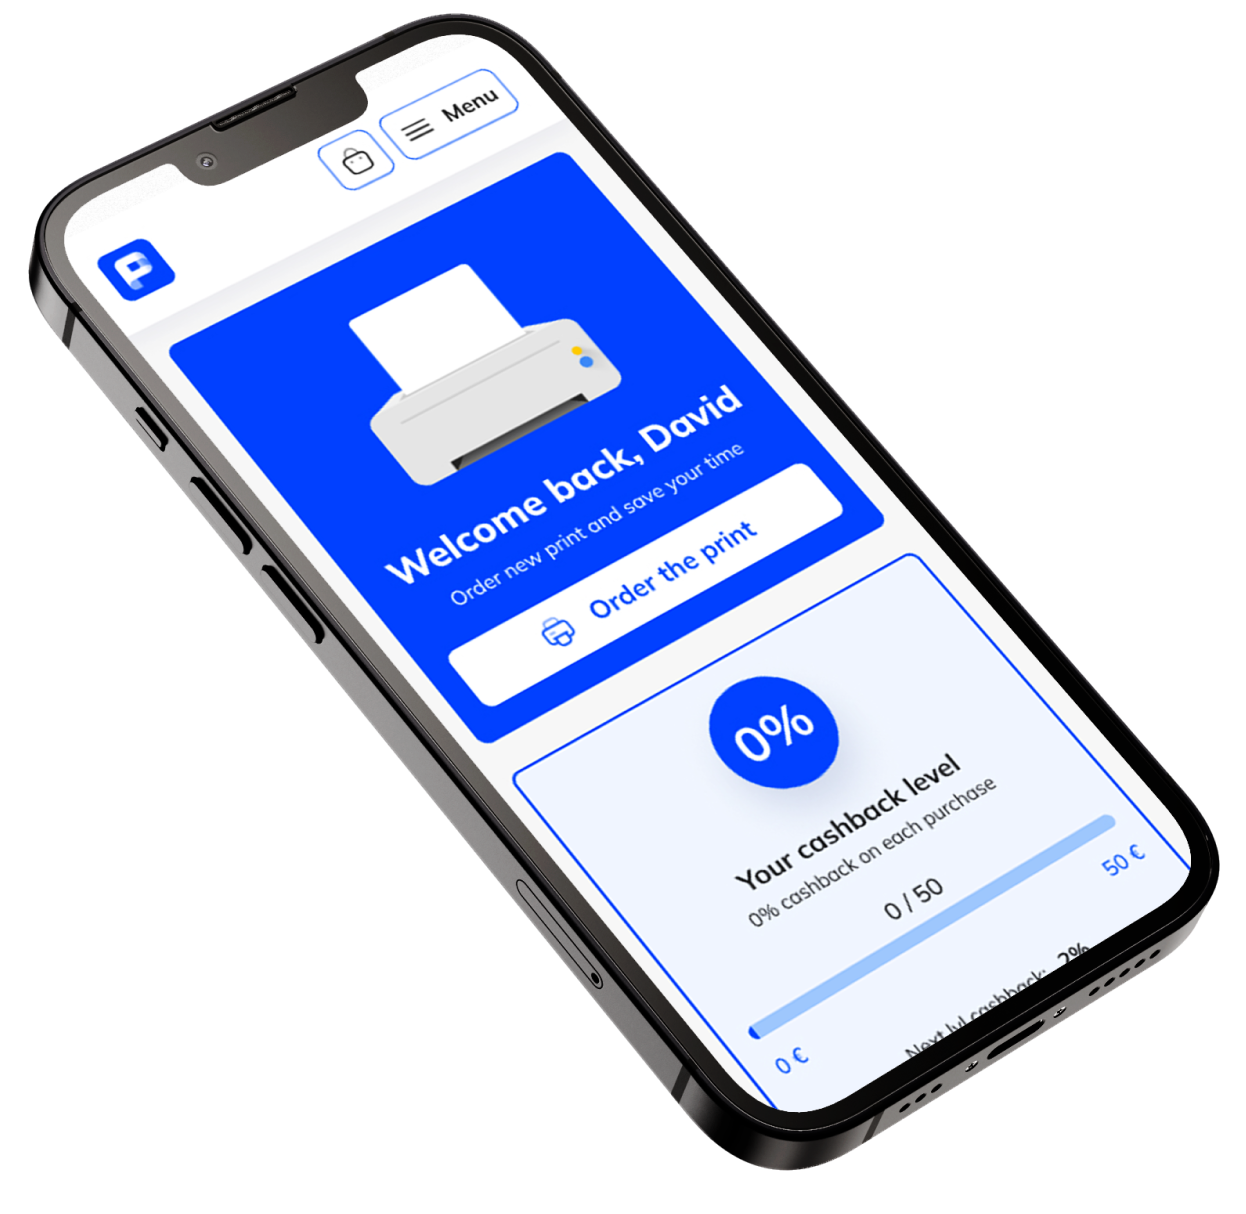 Menu
P
Welcome back, David
Order new print and save your time
Order the print
0%
Your cashback level
0% cashback on each purchase
0 / 50
0 €
50 €
Next lvl cashback: 2%